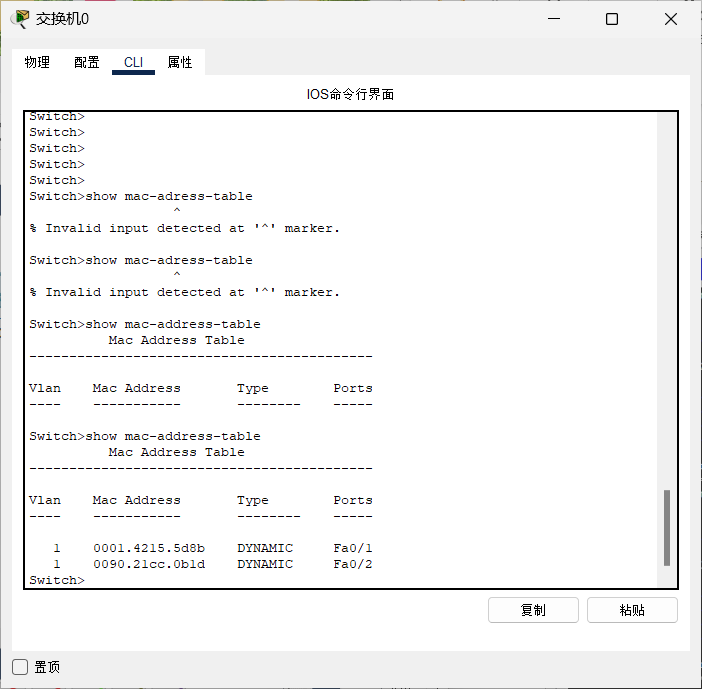 交换机0
物理 配置 CLI 属性
IOS命令行界面
Switch>
Switch>
Switch>
Switch>
Switch>
Switch>show mac-adress-table
^
% Invalid input detected at '^' marker.
Switch>show mac-adress-table
^
% Invalid input detected at '^' marker.
Switch>show mac-address-table
Mac Address Table
-------------------------------------------
Vlan Mac Address Type Ports
---- ----------- -------- -----
Switch>show mac-address-table
Mac Address Table
-------------------------------------------
Vlan Mac Address Type Ports
---- ----------- -------- -----
1 0001.4215.5d8b DYNAMIC Fa0/1
1 0090.21cc.0b1d DYNAMIC Fa0/2
Switch>
复制 粘贴
置顶